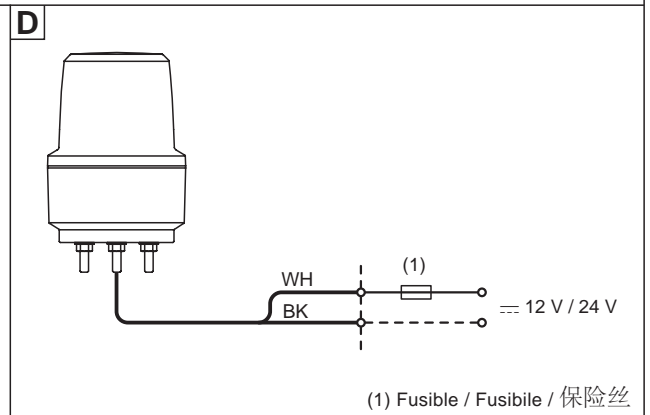 D
(1)
WH
BK
⎓ 12 V / 24 V
(1) Fusible / Fusibile / 保险丝